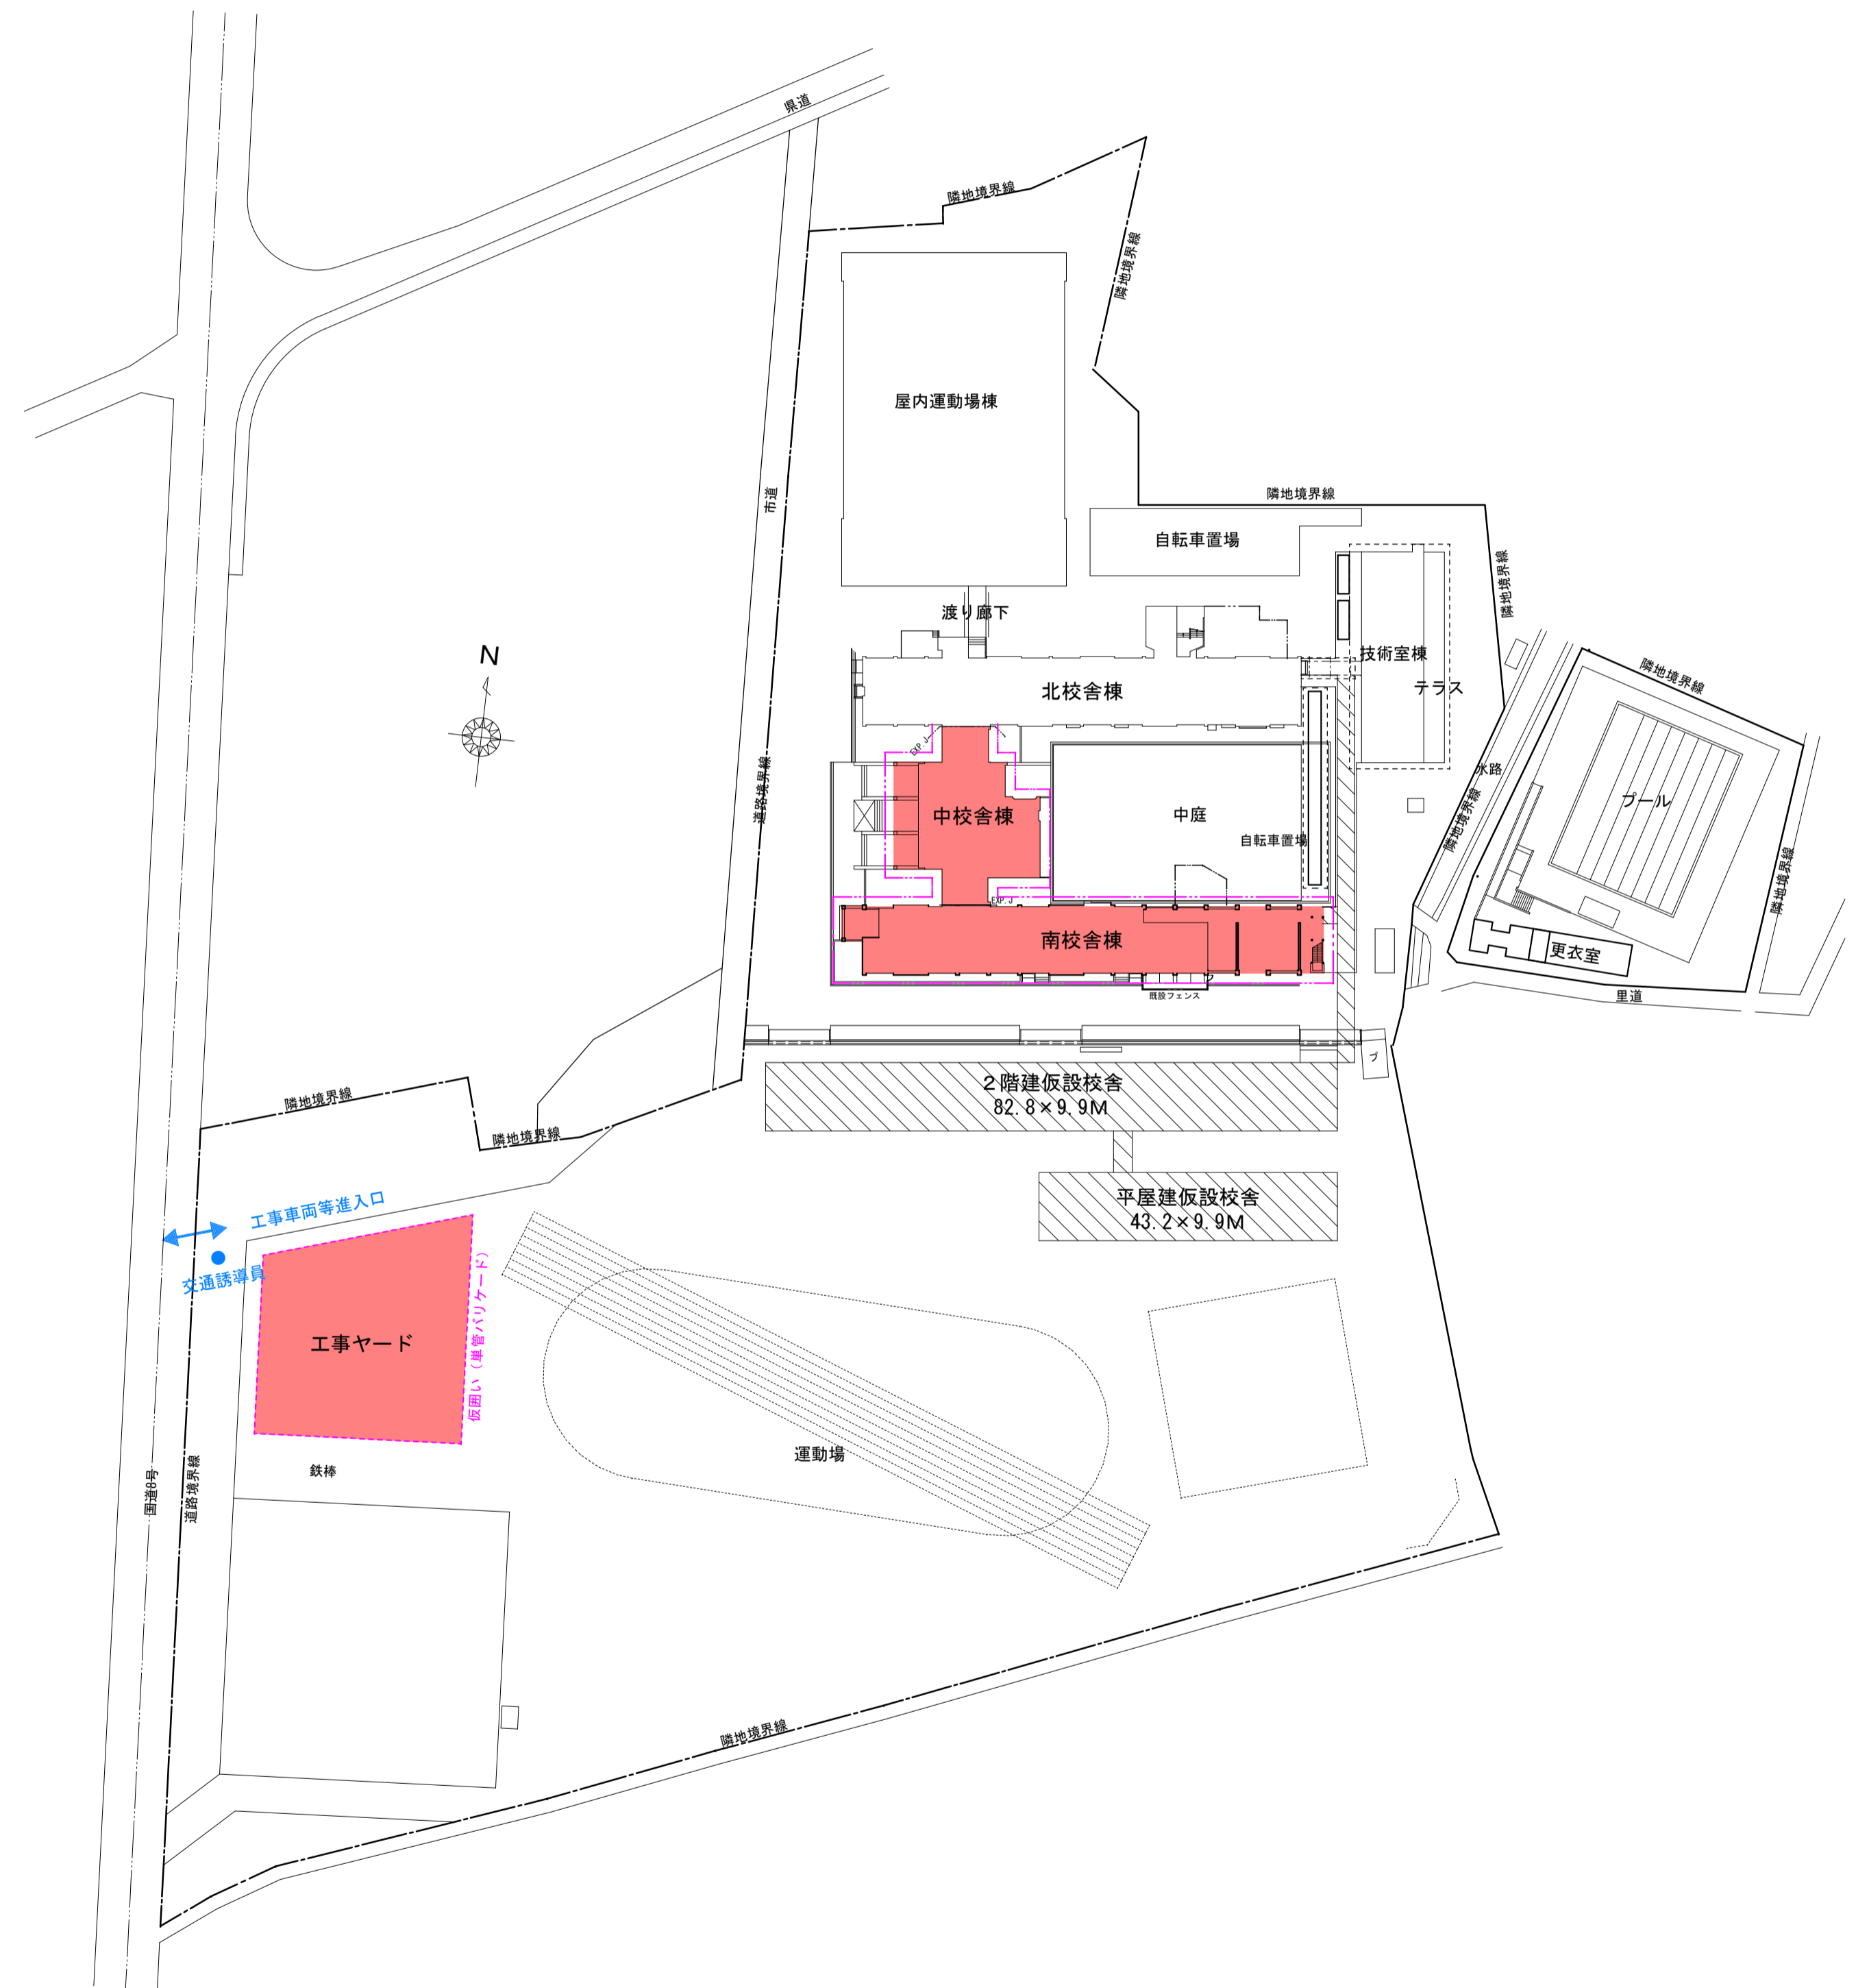 県道
隣地境界線
隣地境界線
屋内運動場棟
市道
隣地境界線
自転車置場
隣地境界線
渡り廊下
N
技術室棟
隣地境界線
北校舎棟
テラス
EXP.J
水路
プール
道路境界線
中校舎棟
中庭
隣地境界線
自転車置場
隣地境界線
EXP.J
南校舎棟
更衣室
既設フェンス
里道
2階建仮設校舎
82.8×9.9M
隣地境界線
隣地境界線
平屋建仮設校舎
43.2×9.9M
工事車両等進入口
交通誘導員
工事ヤード
仮囲い（単管バリケード）
運動場
鉄棒
国道8号
道路境界線
隣地境界線